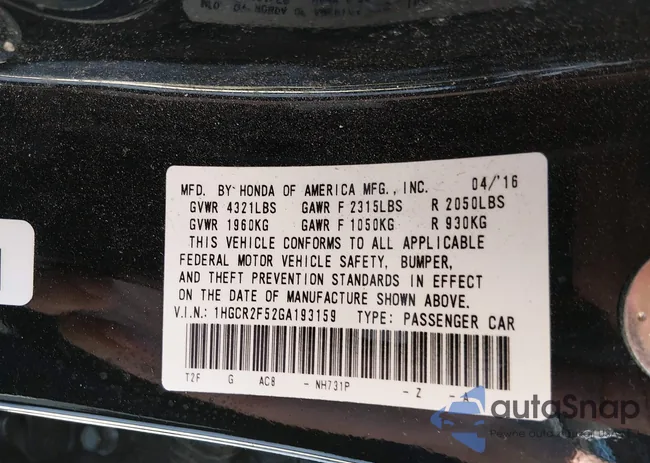 MFD. BY HONDA OF AMERICA MFG., INC. 04/'16
GVWR 4321LBS GAWR F 2315LBS R 2050LBS
GVWR 1960KG GAWR F 1050KG R 930KG
THIS VEHICLE CONFORMS TO ALL APPLICABLE
FEDERAL MOTOR VEHICLE SAFETY, BUMPER,
AND THEFT PREVENTION STANDARDS IN EFFECT
ON THE DATE OF MANUFACTURE SHOWN ABOVE.
V.I.N.: 1HGCR2F52GA193159 TYPE: PASSENGER CAR
T2F G AC8 - NH731P - Z - A
autoSnap
Pewne auta